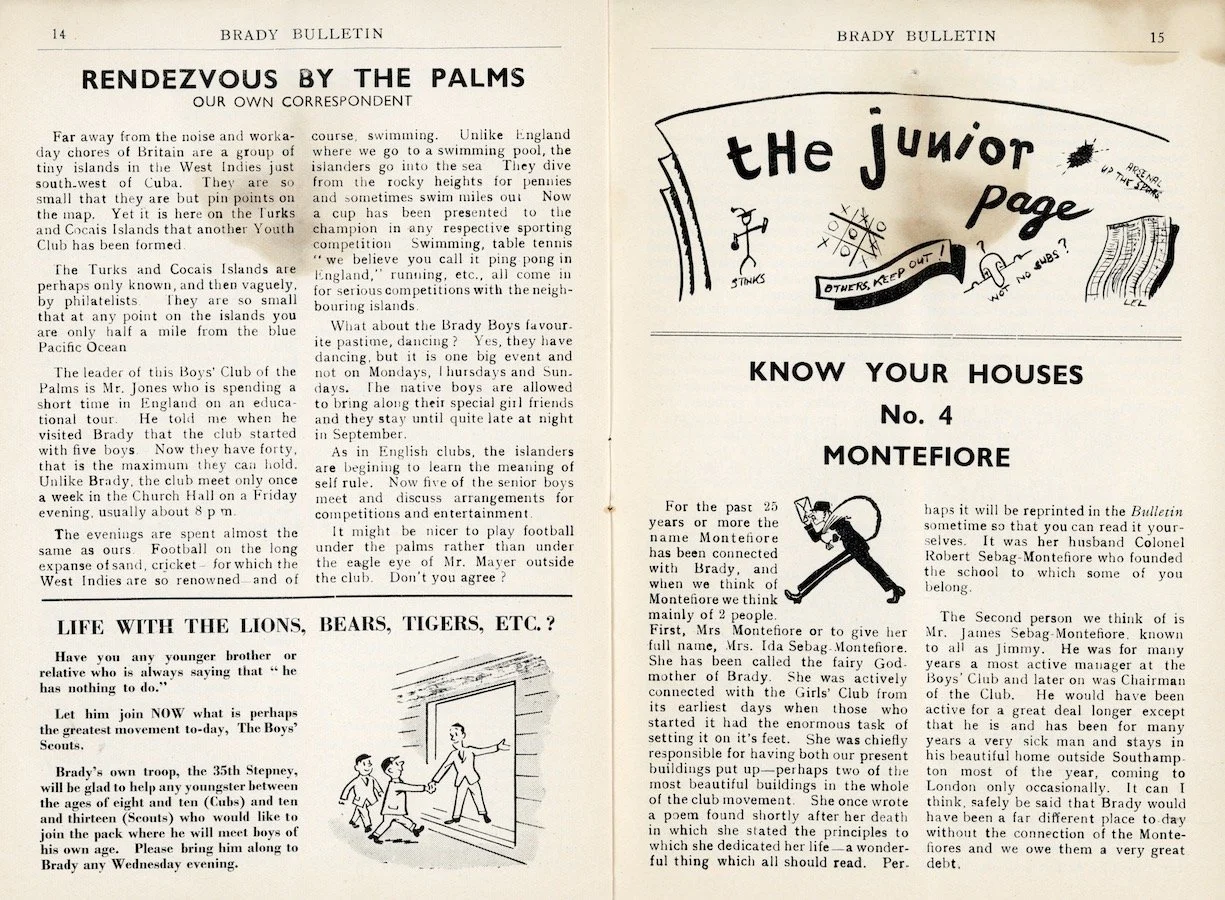 14
BRADY BULLETIN
RENDEZVOUS BY THE PALMS
OUR OWN CORRESPONDENT
Far away from the noise and worka-
day chores of Britain are a group of
tiny islands in the West Indies just
south-west of Cuba. They are so
small that they are but pin points on
the map. Yet it is here on the Turks
and Cocais Islands that another Youth
Club has been formed.
The Turks and Cocais Islands are
perhaps only known, and then vaguely,
by philatelists. They are so small
that at any point on the islands you
are only half a mile from the blue
Pacific Ocean
The leader of this Boys' Club of the
Palms is Mr. Jones who is spending a
short time in England on an educa-
tional tour. He told me when he
visited Brady that the club started
with five boys. Now they have forty,
that is the maximum they can hold.
Unlike Brady, the club meet only once
a week in the Church Hall on a Friday
evening, usually about 8 p m.
The evenings are spent almost the
same as ours. Football on the long
expanse of sand, cricket – for which the
West Indies are so renowned – and of
course, swimming. Unlike England
where we go to a swimming pool, the
islanders go into the sea They dive
from the rocky heights for pennies
and sometimes swim miles out Now
a cup has been presented to the
champion in any respective sporting
competition Swimming, table tennis
“ we believe you call it ping pong in
England,” running, etc., all come in
for serious competitions with the neigh-
bouring islands.
What about the Brady Boys favour-
ite pastime, dancing ? Yes, they have
dancing, but it is one big event and
not on Mondays, Thursdays and Sun-
days. The native boys are allowed
to bring along their special girl friends
and they stay until quite late at night
in September.
As in English clubs, the islanders
are begining to learn the meaning of
self rule. Now five of the senior boys
meet and discuss arrangements for
competitions and entertainment.
It might be nicer to play football
under the palms rather than under
the eagle eye of Mr. Mayer outside
the club. Don't you agree ?
LIFE WITH THE LIONS, BEARS, TIGERS, ETC. ?
Have you any younger brother or
relative who is always saying that “ he
has nothing to do.”
Let him join NOW what is perhaps
the greatest movement to-day, The Boys'
Scouts.
Brady's own troop, the 35th Stepney,
will be glad to help any youngster between
the ages of eight and ten (Cubs) and ten
and thirteen (Scouts) who would like to
join the pack where he will meet boys of
his own age. Please bring him along to
Brady any Wednesday evening.
BRADY BULLETIN
15
the junior
page
ARSENAL
UP THE SPURS
STINKS
OTHERS, KEEP OUT !
?
WOT NO SUBS?
LEL
KNOW YOUR HOUSES
No. 4
MONTEFIORE
For the past 25
years or more the
name Montefiore
has been connected
with Brady, and
when we think of
Montefiore we think
mainly of 2 people.
First, Mrs Montefiore or to give her
full name, Mrs. Ida Sebag-Montefiore.
She has been called the fairy God-
mother of Brady. She was actively
connected with the Girls' Club from
its earliest days when those who
started it had the enormous task of
setting it on it's feet. She was chiefly
responsible for having both our present
buildings put up—perhaps two of the
most beautiful buildings in the whole
of the club movement. She once wrote
a poem found shortly after her death
in which she stated the principles to
which she dedicated her life—a wonder-
ful thing which all should read. Per-
haps it will be reprinted in the Bulletin
sometime so that you can read it your-
selves. It was her husband Colonel
Robert Sebag-Montefiore who founded
the school to which some of you
belong.
The Second person we think of is
Mr. James Sebag-Montefiore, known
to all as Jimmy. He was for many
years a most active manager at the
Boys' Club and later on was Chairman
of the Club. He would have been
active for a great deal longer except
that he is and has been for many
years a very sick man and stays in
his beautiful home outside Southamp-
ton most of the year, coming to
London only occasionally. It can I
think, safely be said that Brady would
have been a far different place to-day
without the connection of the Monte-
fiores and we owe them a very great
debt.